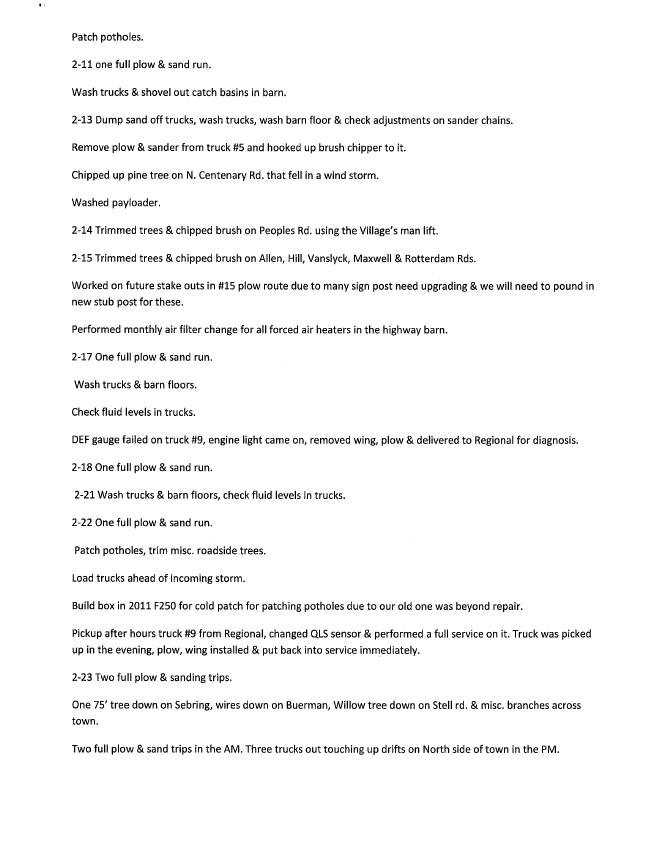 Patch potholes.
2-11 one full plow & sand run.
Wash trucks & shovel out catch basins in barn.
2-13 Dump sand off trucks, wash trucks, wash barn floor & check adjustments on sander chains.
Remove plow & sander from truck #5 and hooked up brush chipper to it.
Chipped up pine tree on N. Centenary Rd. that fell in a wind storm.
Washed payloader.
2-14 Trimmed trees & chipped brush on Peoples Rd. using the Village's man lift.
2-15 Trimmed trees & chipped brush on Allen, Hill, Vanslyck, Maxwell & Rotterdam Rds.
Worked on future stake outs in #15 plow route due to many sign post need upgrading & we will need to pound in
new stub post for these.
Performed monthly air filter change for all forced air heaters in the highway barn.
2-17 One full plow & sand run.
Wash trucks & barn floors.
Check fluid levels in trucks.
DEF gauge failed on truck #9, engine light came on, removed wing, plow & delivered to Regional for diagnosis.
2-18 One full plow & sand run.
2-21 Wash trucks & barn floors, check fluid levels in trucks.
2-22 One full plow & sand run.
Patch potholes, trim misc. roadside trees.
Load trucks ahead of incoming storm.
Build box in 2011 F250 for cold patch for patching potholes due to our old one was beyond repair.
Pickup after hours truck #9 from Regional, changed QLS sensor & performed a full service on it. Truck was picked
up in the evening, plow, wing installed & put back into service immediately.
2-23 Two full plow & sanding trips.
One 75' tree down on Sebring, wires down on Buerman, Willow tree down on Stell rd. & misc. branches across
town.
Two full plow & sand trips in the AM. Three trucks out touching up drifts on North side of town in the PM.